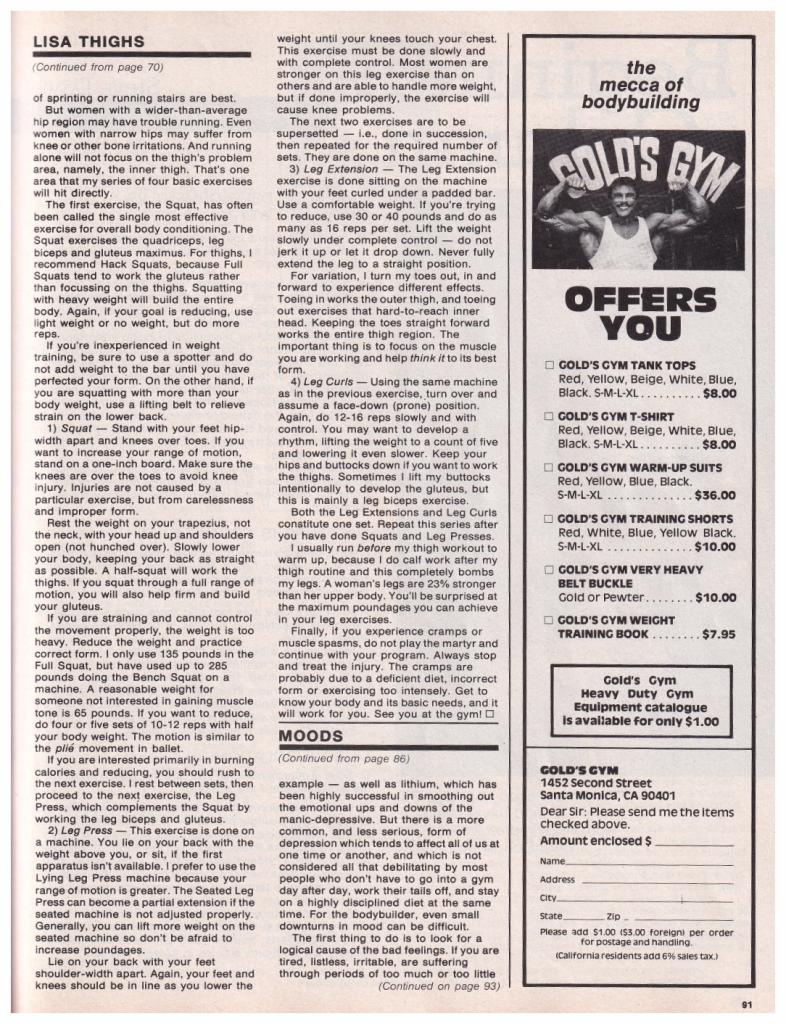 LISA THIGHS
(Continued from page 70)
of sprinting or running stairs are best.
But women with a wider-than-average
hip region may have trouble running. Even
women with narrow hips may suffer from
knee or other bone irritations. And running
alone will not focus on the thigh's problem
area, namely, the inner thigh. That's one
area that my series of four basic exercises
will hit directly.
The first exercise, the Squat, has often
been called the single most effective
exercise for overall body conditioning. The
Squat exercises the quadriceps, leg
biceps and gluteus maximus. For thighs, I
recommend Hack Squats, because Full
Squats tend to work the gluteus rather
than focussing on the thighs. Squatting
with heavy weight will build the entire
body. Again, if your goal is reducing, use
light weight or no weight, but do more
reps.
If you're inexperienced in weight
training, be sure to use a spotter and do
not add weight to the bar until you have
perfected your form. On the other hand, if
you are squatting with more than your
body weight, use a lifting belt to relieve
strain on the lower back.
1) Squat — Stand with your feet hip-
width apart and knees over toes. If you
want to increase your range of motion,
stand on a one-inch board. Make sure the
knees are over the toes to avoid knee
injury. Injuries are not caused by a
particular exercise, but from carelessness
and improper form.
Rest the weight on your trapezius, not
the neck, with your head up and shoulders
open (not hunched over). Slowly lower
your body, keeping your back as straight
as possible. A half-squat will work the
thighs. If you squat through a full range of
motion, you will also help firm and build
your gluteus.
If you are straining and cannot control
the movement properly, the weight is too
heavy. Reduce the weight and practice
correct form. I only use 135 pounds in the
Full Squat, but have used up to 285
pounds doing the Bench Squat on a
machine. A reasonable weight for
someone not interested in gaining muscle
tone is 65 pounds. If you want to reduce,
do four or five sets of 10-12 reps with half
your body weight. The motion is similar to
the plié movement in ballet.
If you are interested primarily in burning
calories and reducing, you should rush to
the next exercise. I rest between sets, then
proceed to the next exercise, the Leg
Press, which complements the Squat by
working the leg biceps and gluteus.
2) Leg Press — This exercise is done on
a machine. You lie on your back with the
weight above you, or sit, if the first
apparatus isn't available. I prefer to use the
Lying Leg Press machine because your
range of motion is greater. The Seated Leg
Press can become a partial extension if the
seated machine is not adjusted properly.
Generally, you can lift more weight on the
seated machine so don't be afraid to
increase poundages.
Lie on your back with your feet
shoulder-width apart. Again, your feet and
knees should be in line as you lower the
weight until your knees touch your chest.
This exercise must be done slowly and
with complete control. Most women are
stronger on this leg exercise than on
others and are able to handle more weight,
but if done improperly, the exercise will
cause knee problems.
The next two exercises are to be
supersetted — i.e., done in succession,
then repeated for the required number of
sets. They are done on the same machine.
3) Leg Extension — The Leg Extension
exercise is done sitting on the machine
with your feet curled under a padded bar.
Use a comfortable weight. If you're trying
to reduce, use 30 or 40 pounds and do as
many as 16 reps per set. Lift the weight
slowly under complete control — do not
jerk it up or let it drop down. Never fully
extend the leg to a straight position.
For variation, I turn my toes out, in and
forward to experience different effects.
Toeing in works the outer thigh, and toeing
out exercises that hard-to-reach inner
head. Keeping the toes straight forward
works the entire thigh region. The
important thing is to focus on the muscle
you are working and help think it to its best
form.
4) Leg Curls — Using the same machine
as in the previous exercise, turn over and
assume a face-down (prone) position.
Again, do 12-16 reps slowly and with
control. You may want to develop a
rhythm, lifting the weight to a count of five
and lowering it even slower. Keep your
hips and buttocks down if you want to work
the thighs. Sometimes I lift my buttocks
intentionally to develop the gluteus, but
this is mainly a leg biceps exercise.
Both the Leg Extensions and Leg Curls
constitute one set. Repeat this series after
you have done Squats and Leg Presses.
I usually run before my thigh workout to
warm up, because I do calf work after my
thigh routine and this completely bombs
my legs. A woman's legs are 23% stronger
than her upper body. You'll be surprised at
the maximum poundages you can achieve
in your leg exercises.
Finally, if you experience cramps or
muscle spasms, do not play the martyr and
continue with your program. Always stop
and treat the injury. The cramps are
probably due to a deficient diet, incorrect
form or exercising too intensely. Get to
know your body and its basic needs, and it
will work for you. See you at the gym! □
MOODS
(Continued from page 86)
example — as well as lithium, which has
been highly successful in smoothing out
the emotional ups and downs of the
manic-depressive. But there is a more
common, and less serious, form of
depression which tends to affect all of us at
one time or another, and which is not
considered all that debilitating by most
people who don't have to go into a gym
day after day, work their tails off, and stay
on a highly disciplined diet at the same
time. For the bodybuilder, even small
downturns in mood can be difficult.
The first thing to do is to look for a
logical cause of the bad feelings. If you are
tired, listless, irritable, are suffering
through periods of too much or too little
(Continued on page 93)
the
mecca of
bodybuilding
GOLD'S GYM
OFFERS
YOU
□ GOLD'S GYM TANK TOPS
Red, Yellow, Beige, White, Blue,
Black. S-M-L-XL .......... $8.00
□ GOLD'S GYM T-SHIRT
Red, Yellow, Beige, White, Blue,
Black. S-M-L-XL .......... $8.00
□ GOLD'S GYM WARM-UP SUITS
Red, Yellow, Blue, Black.
S-M-L-XL .............. $36.00
□ GOLD'S GYM TRAINING SHORTS
Red, White, Blue, Yellow Black.
S-M-L-XL .............. $10.00
□ GOLD'S GYM VERY HEAVY
BELT BUCKLE
Gold or Pewter ........ $10.00
□ GOLD'S GYM WEIGHT
TRAINING BOOK ........ $7.95
Gold's Gym
Heavy Duty Gym
Equipment catalogue
is available for only $1.00
GOLD'S GYM
1452 Second Street
Santa Monica, CA 90401
Dear Sir: Please send me the items
checked above.
Amount enclosed $
Name
Address
City
State Zip
Please add $1.00 ($3.00 foreign) per order
for postage and handling.
(California residents add 6% sales tax.)
91